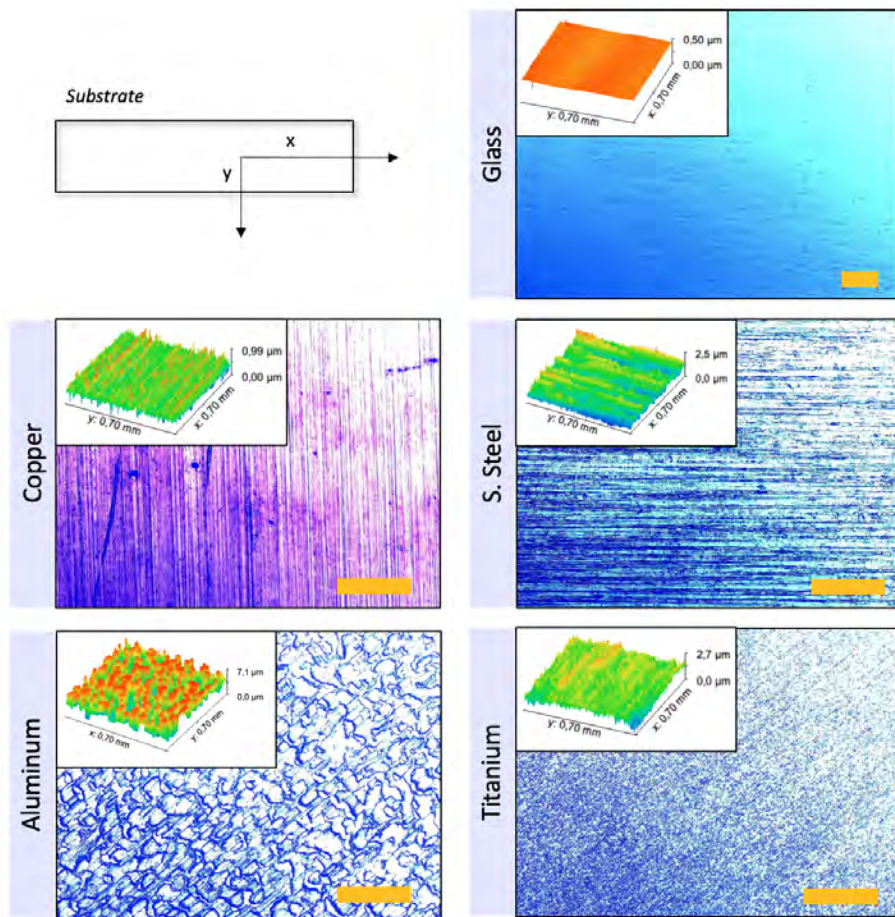 Substrate
x
y
Glass
0,50 µm
0,00 µm
y: 0,70 mm
x: 0,70 mm
Copper
0,99 µm
0,00 µm
y: 0,70 mm
x: 0,70 mm
S. Steel
2,5 µm
0,0 µm
y: 0,70 mm
x: 0,70 mm
Aluminum
7,1 µm
0,0 µm
x: 0,70 mm
y: 0,70 mm
Titanium
2,7 µm
0,0 µm
y: 0,70 mm
x: 0,70 mm